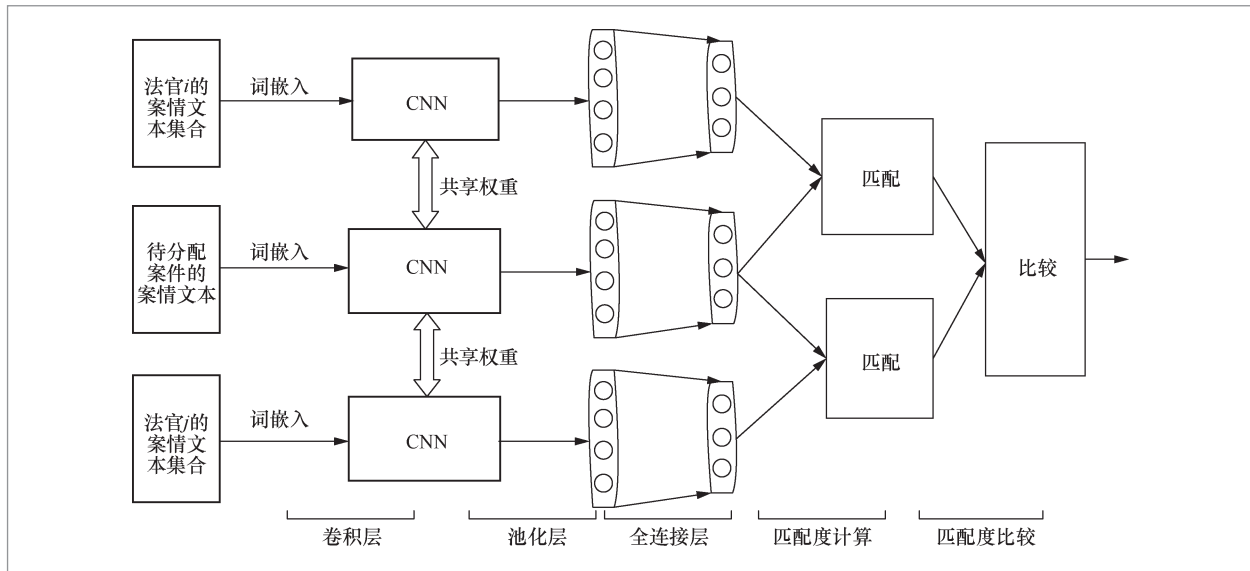 法官i的
案情文
本集合
词嵌入
CNN
共享权重
待分配
案件的
案情文本
词嵌入
CNN
共享权重
法官j的
案情文
本集合
词嵌入
CNN
匹配
匹配
比较
卷积层
池化层
全连接层
匹配度计算
匹配度比较